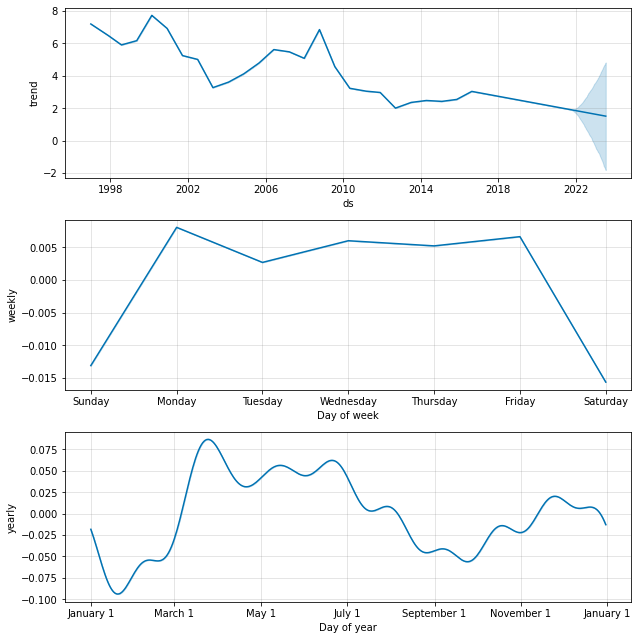 8
6
4
2
0
−2
trend
1998 2002 2006 2010 2014 2018 2022
ds
0.005
0.000
−0.005
−0.010
−0.015
weekly
Sunday Monday Tuesday Wednesday Thursday Friday Saturday
Day of week
0.075
0.050
0.025
0.000
−0.025
−0.050
−0.075
−0.100
yearly
January 1 March 1 May 1 July 1 September 1 November 1 January 1
Day of year